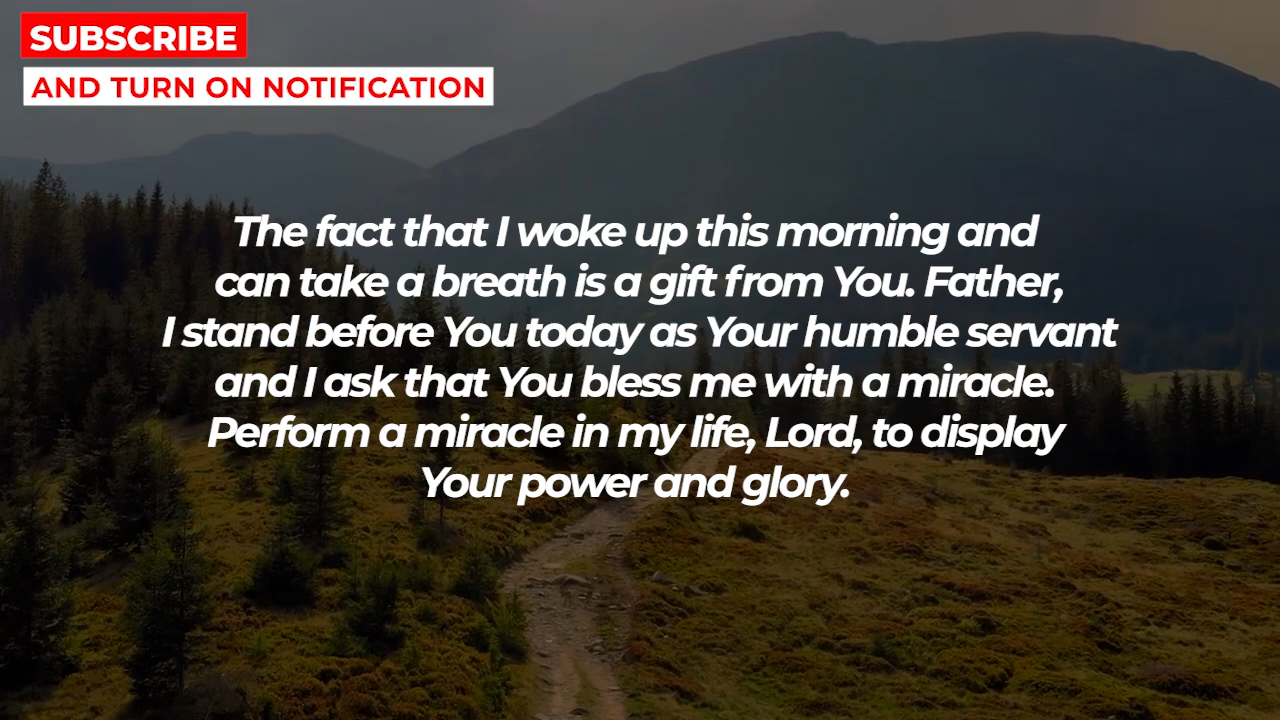 SUBSCRIBE
AND TURN ON NOTIFICATION
The fact that I woke up this morning and
can take a breath is a gift from You. Father,
I stand before You today as Your humble servant
and I ask that You bless me with a miracle.
Perform a miracle in my life, Lord, to display
Your power and glory.